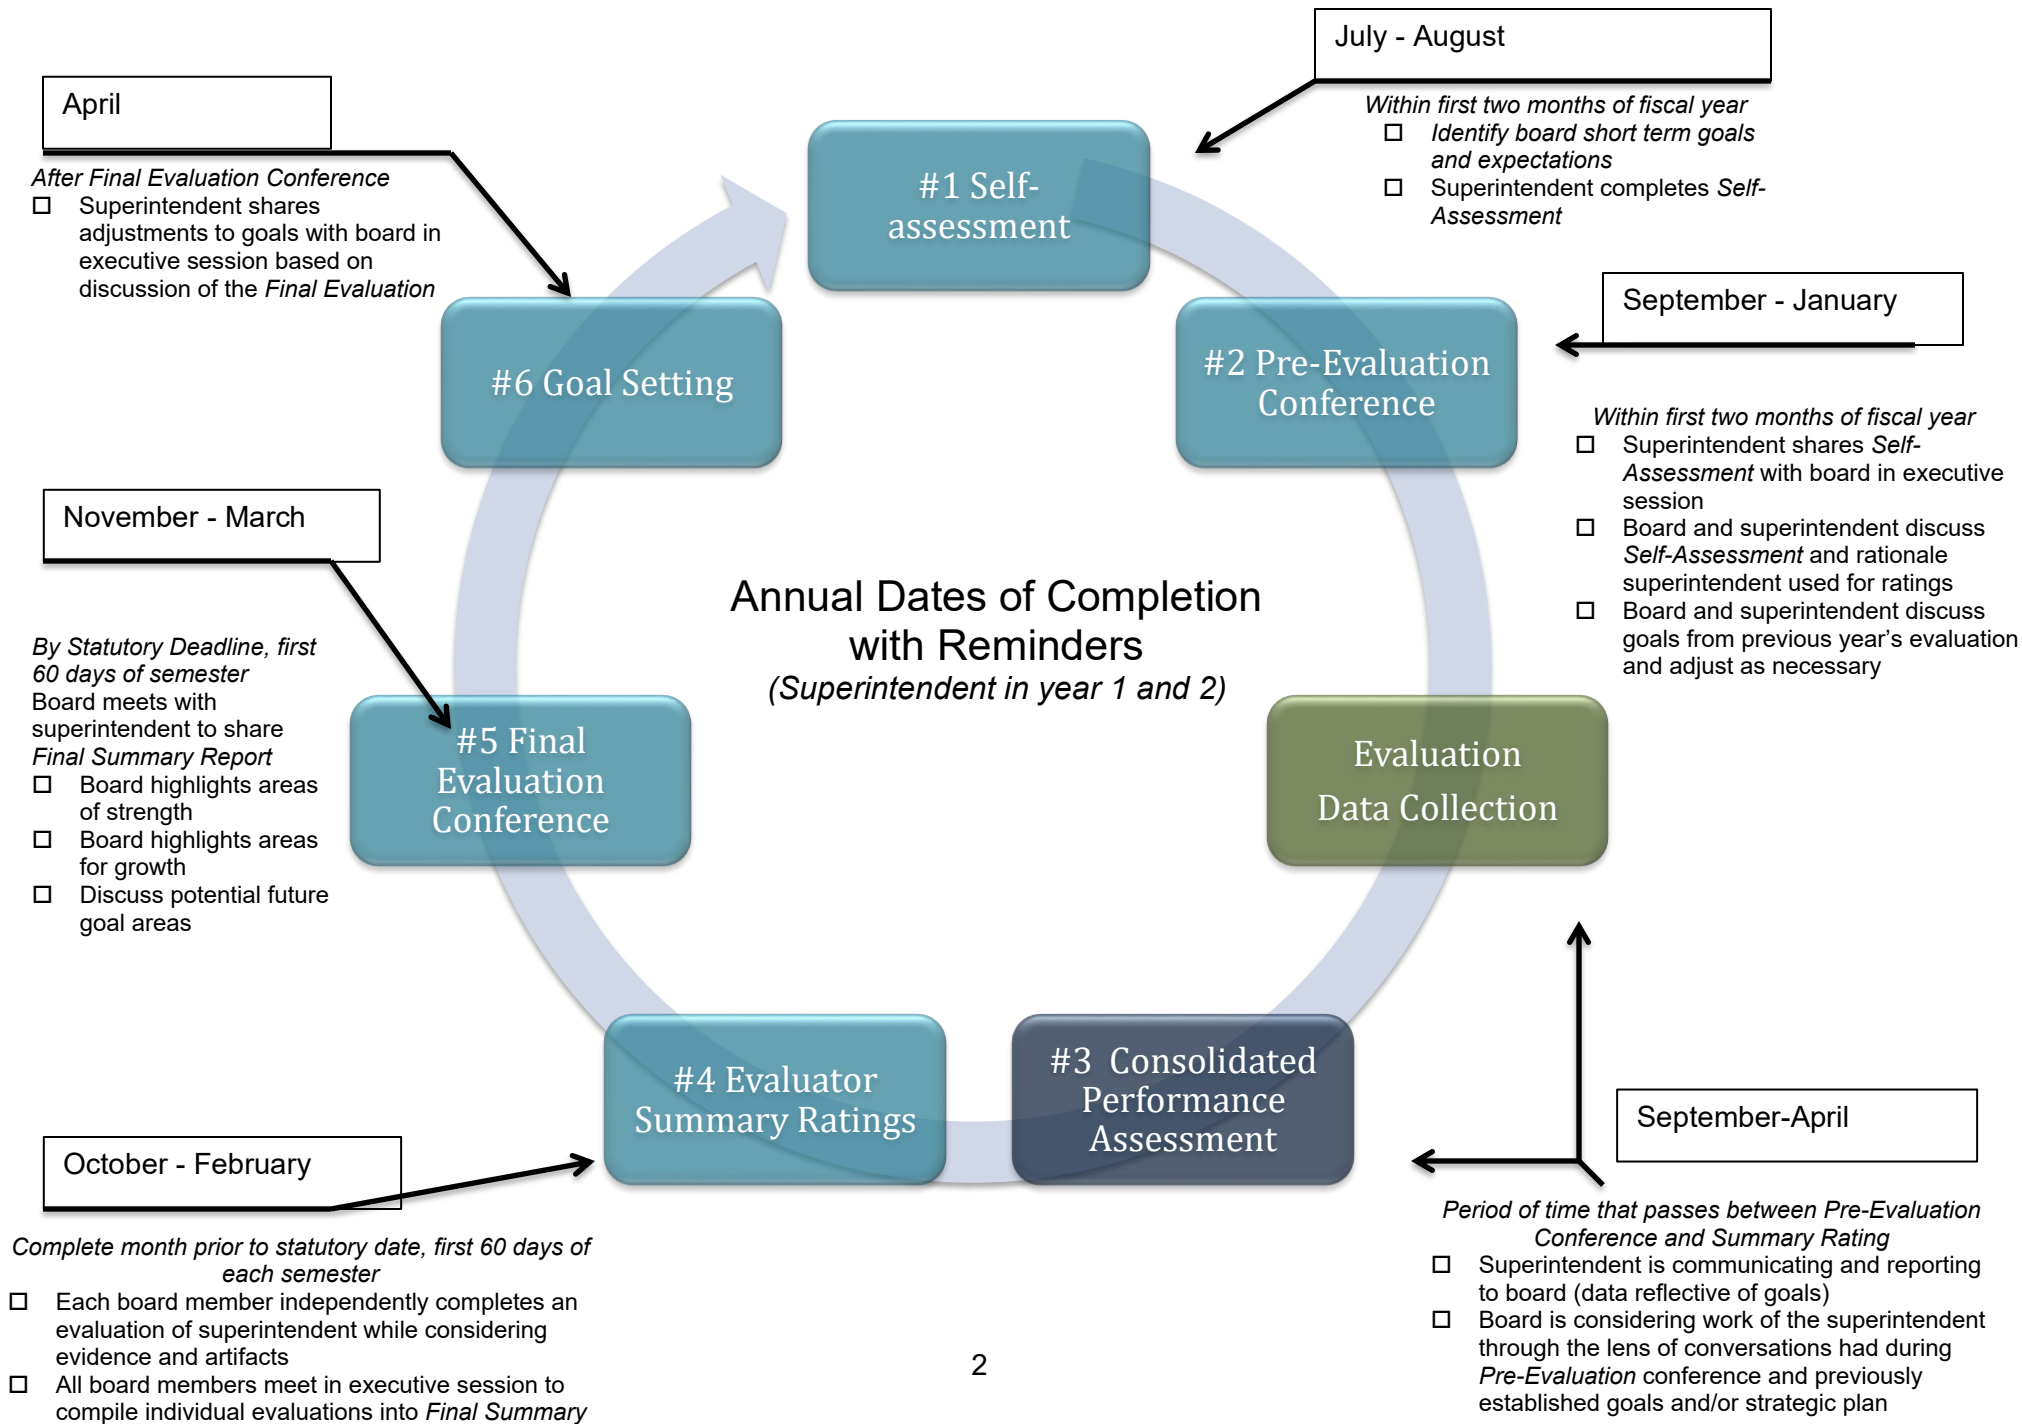 July - August
Within first two months of fiscal year
☐ Identify board short term goals
and expectations
☐ Superintendent completes Self-
Assessment
April
After Final Evaluation Conference
☐ Superintendent shares
adjustments to goals with board in
executive session based on
discussion of the Final Evaluation
#1 Self-
assessment
September - January
Within first two months of fiscal year
☐ Superintendent shares Self-
Assessment with board in executive
session
☐ Board and superintendent discuss
Self-Assessment and rationale
superintendent used for ratings
☐ Board and superintendent discuss
goals from previous year's evaluation
and adjust as necessary
#2 Pre-Evaluation
Conference
#6 Goal Setting
November - March
By Statutory Deadline, first
60 days of semester
Board meets with
superintendent to share
Final Summary Report
☐ Board highlights areas
of strength
☐ Board highlights areas
for growth
☐ Discuss potential future
goal areas
Annual Dates of Completion
with Reminders
(Superintendent in year 1 and 2)
#5 Final
Evaluation
Conference
Evaluation
Data Collection
#4 Evaluator
Summary Ratings
#3 Consolidated
Performance
Assessment
September-April
Period of time that passes between Pre-Evaluation
Conference and Summary Rating
☐ Superintendent is communicating and reporting
to board (data reflective of goals)
☐ Board is considering work of the superintendent
through the lens of conversations had during
Pre-Evaluation conference and previously
established goals and/or strategic plan
October - February
Complete month prior to statutory date, first 60 days of
each semester
☐ Each board member independently completes an
evaluation of superintendent while considering
evidence and artifacts
☐ All board members meet in executive session to
compile individual evaluations into Final Summary
2